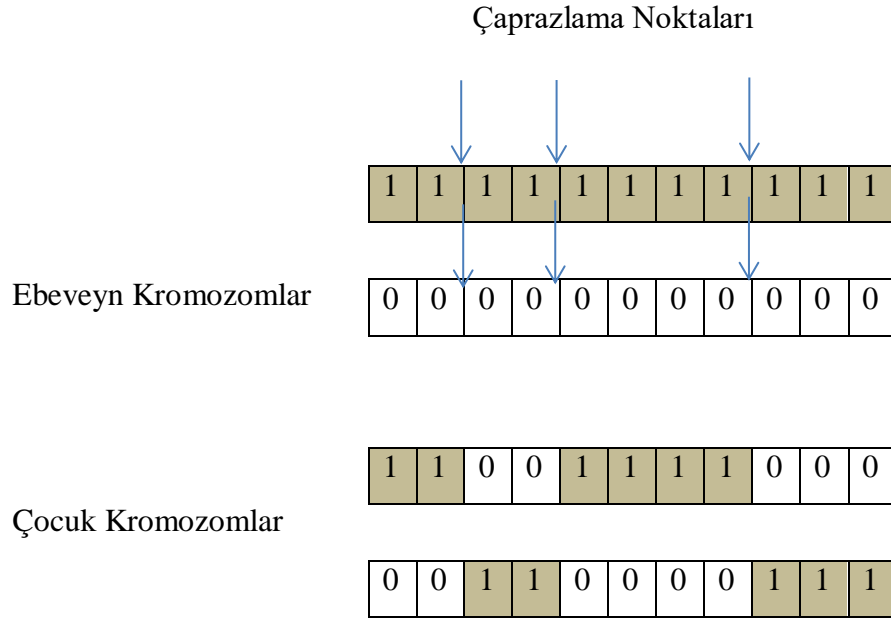 Çaprazlama Noktaları
1 1 1 1 1 1 1 1 1 1 1
Ebeveyn Kromozomlar
0 0 0 0 0 0 0 0 0 0 0
1 1 0 0 1 1 1 1 0 0 0
Çocuk Kromozomlar
0 0 1 1 0 0 0 0 1 1 1